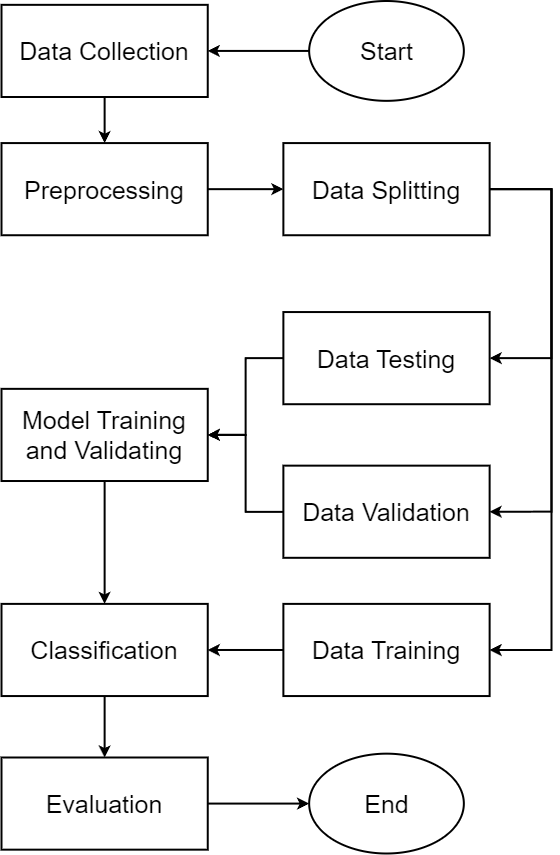 Data Collection
Start
Preprocessing
Data Splitting
Data Testing
Model Training
and Validating
Data Validation
Classification
Data Training
Evaluation
End